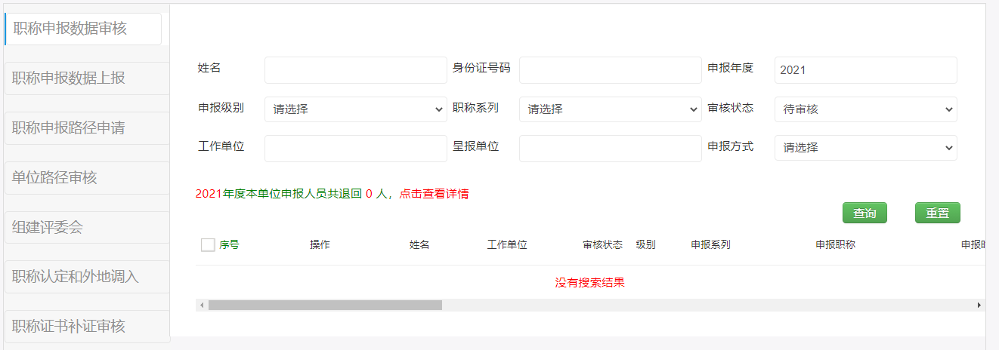 职称申报数据审核
职称申报数据上报
职称申报路径申请
单位路径审核
组建评委会
职称认定和外地调入
职称证书补证审核
姓名 身份证号码 申报年度 2021
申报级别 请选择 职称系列 请选择 审核状态 待审核
工作单位 呈报单位 申报方式 请选择
2021年度本单位申报人员共退回 0 人，点击查看详情
查询 重置
序号 操作 姓名 工作单位 审核状态 级别 申报系列 申报职称 申报
没有搜索结果